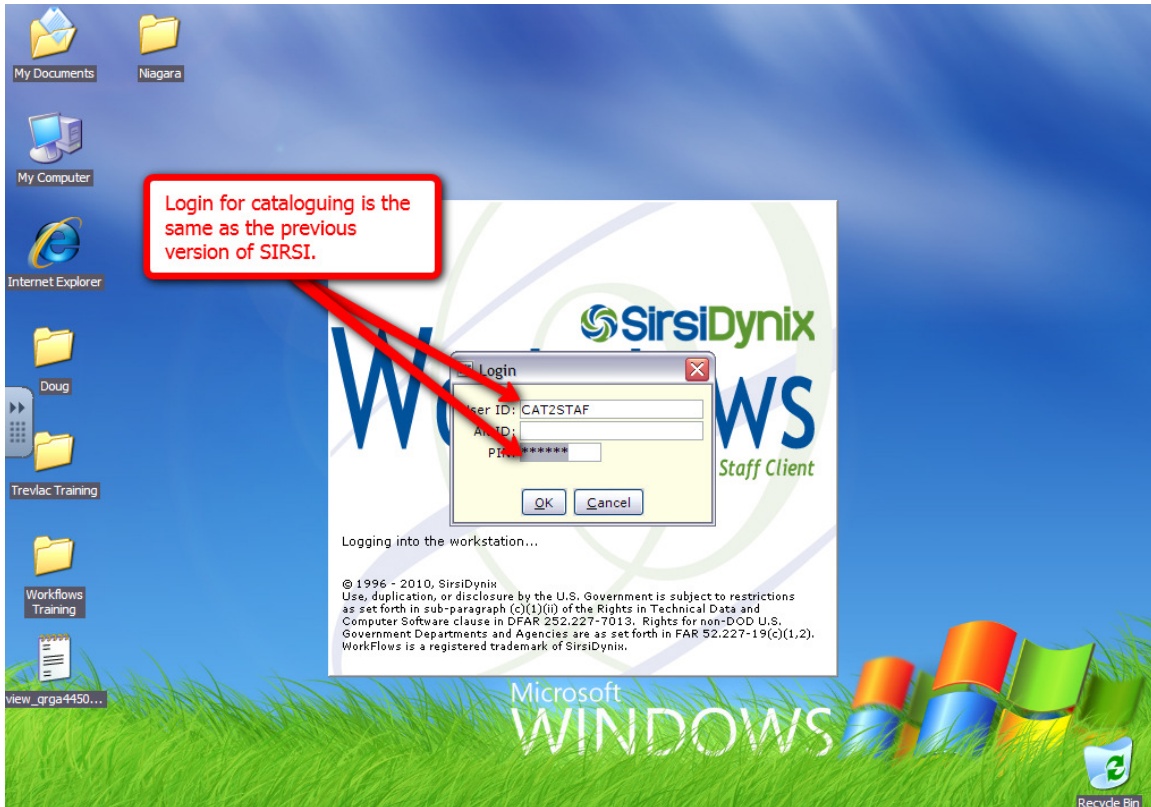 My Documents
Niagara
My Computer
Login for cataloguing is the
same as the previous
version of SIRSI.
Internet Explorer
SirsiDynix
Login
User ID: CAT2STAF
ID:
******
WS
Staff Client
OK Cancel
Doug
Trevlac Training
Logging into the workstation...
© 1996 - 2010, SirsiDynix
Use, duplication, or disclosure by the U.S. Government is subject to restrictions
as set forth in sub-paragraph (c)(1)(ii) of the Rights in Technical Data and
Computer Software clause in DFAR 252.227-7013. Rights for non-DOD U.S.
Government Departments and Agencies are as set forth in FAR 52.227-19(c)(1,2).
WorkFlows is a registered trademark of SirsiDynix.
Workflows
Training
view_qrga4450...
Microsoft
WINDOWS
Recycle Bin